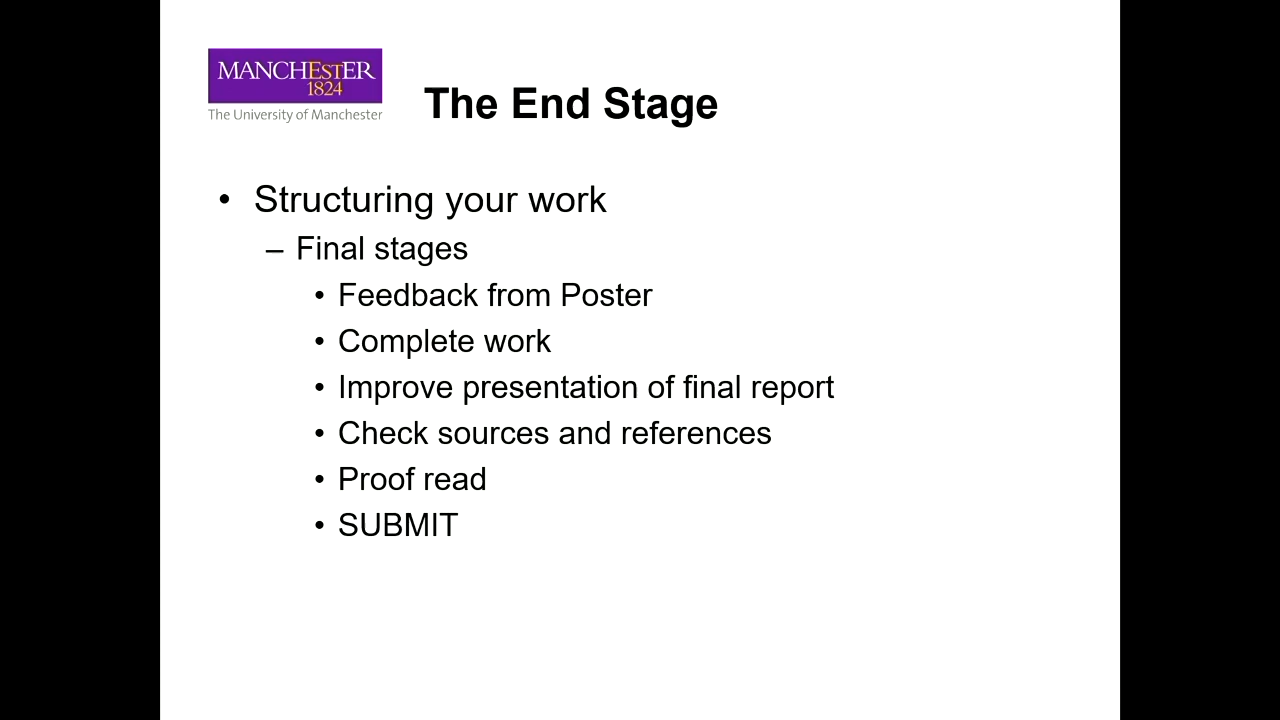 MANCHESTER
1824
The University of Manchester
The End Stage
• Structuring your work
– Final stages
• Feedback from Poster
• Complete work
• Improve presentation of final report
• Check sources and references
• Proof read
• SUBMIT